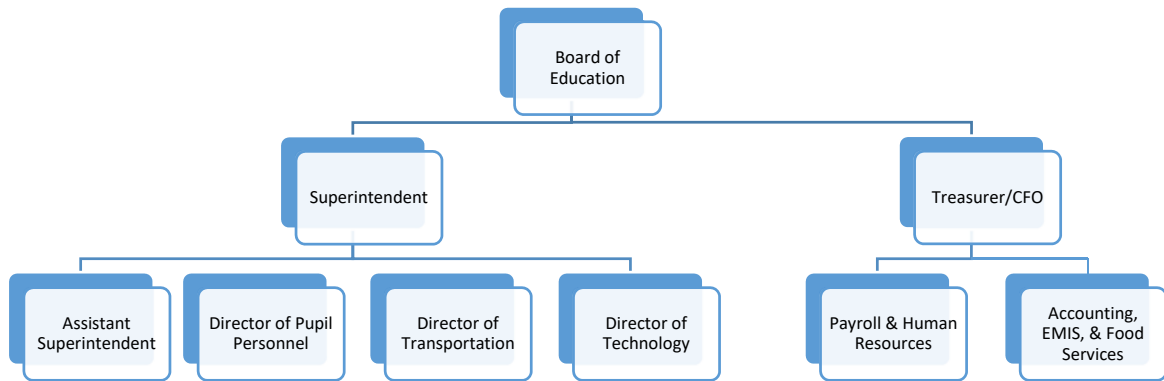 Board of
Education
Superintendent
Treasurer/CFO
Assistant
Superintendent
Director of Pupil
Personnel
Director of
Transportation
Director of
Technology
Payroll & Human
Resources
Accounting,
EMIS, & Food
Services